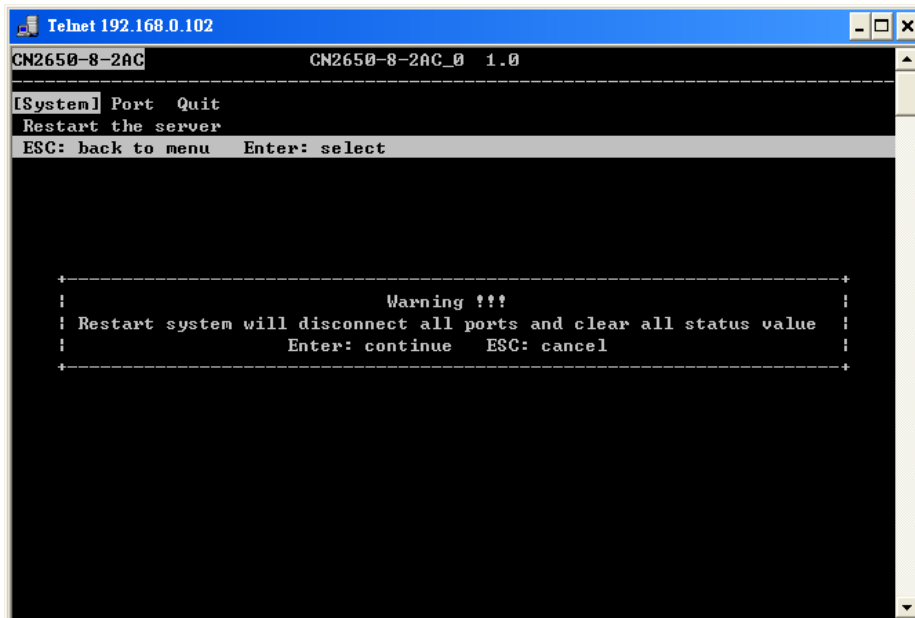 Telnet 192.168.0.102
CN2650-8-2AC CN2650-8-2AC_0 1.0
[System] Port Quit
Restart the server
ESC: back to menu Enter: select
Warning !!!
Restart system will disconnect all ports and clear all status value
Enter: continue ESC: cancel